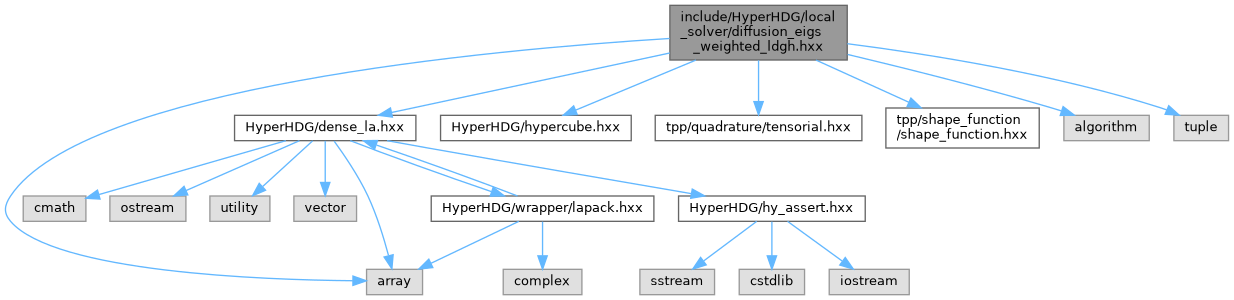 include/HyperHDG/local
_solver/diffusion_eigs
_weighted_ldgh.hxx
HyperHDG/dense_la.hxx
HyperHDG/hypercube.hxx
tpp/quadrature/tensorial.hxx
tpp/shape_function
/shape_function.hxx
algorithm
tuple
cmath
ostream
utility
vector
HyperHDG/wrapper/lapack.hxx
HyperHDG/hy_assert.hxx
array
complex
sstream
cstdlib
iostream